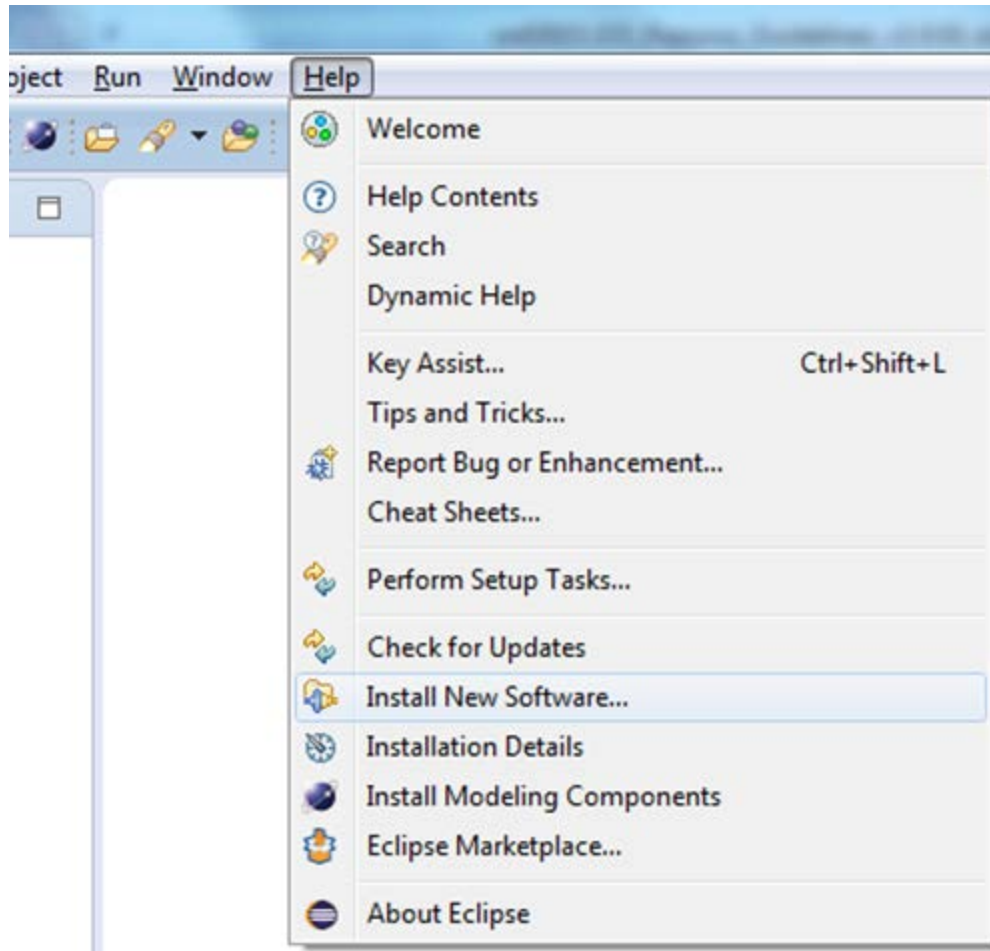 oject Run Window Help
Welcome
Help Contents
Search
Dynamic Help
Key Assist... Ctrl+Shift+L
Tips and Tricks...
Report Bug or Enhancement...
Cheat Sheets...
Perform Setup Tasks...
Check for Updates
Install New Software...
Installation Details
Install Modeling Components
Eclipse Marketplace...
About Eclipse